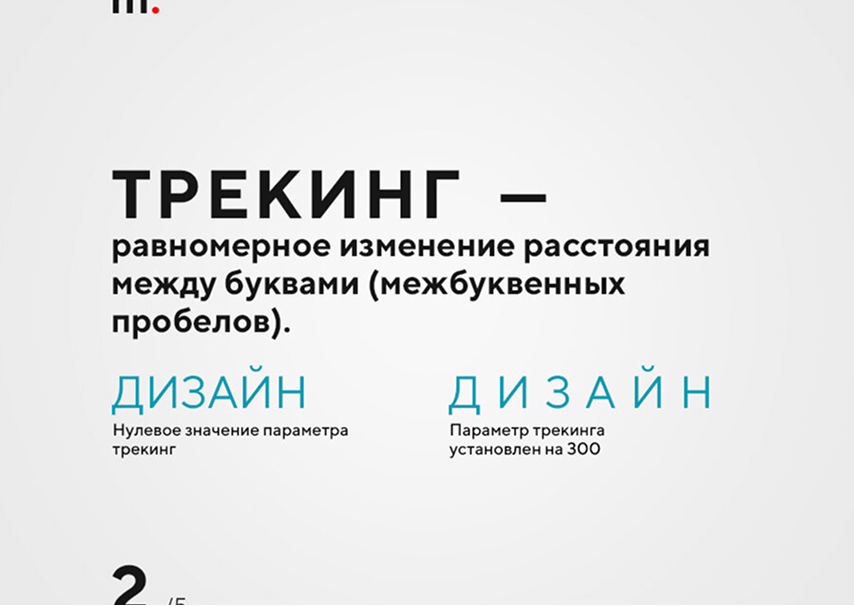 m.
ТРЕКИНГ —
равномерное изменение расстояния
между буквами (межбуквенных
пробелов).
ДИЗАЙН
Нулевое значение параметра
трекинг
ДИЗАЙН
Параметр трекинга
установлен на 300
2 /5